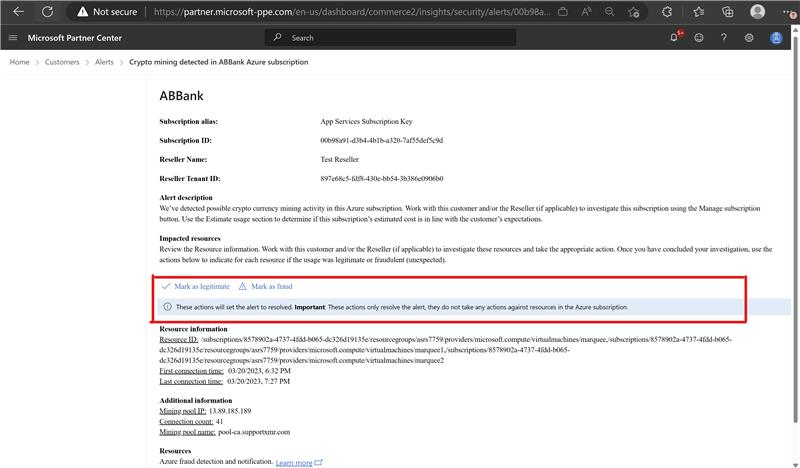 Not secure https://partner.microsoft-ppe.com/en-us/dashboard/commerce2/insights/security/alerts/00b98a...
Microsoft Partner Center Search 5+
Home > Customers > Alerts > Crypto mining detected in ABBank Azure subscription
ABBank
Subscription alias: App Services Subscription Key
Subscription ID: 00b98a91-d3b4-4b1b-a320-7af55def5c9d
Reseller Name: Test Reseller
Reseller Tenant ID: 897e68c5-fdf8-430e-bb54-3b386e0906b0
Alert description
We've detected possible crypto currency mining activity in this Azure subscription. Work with this customer and/or the Reseller (if applicable) to investigate this subscription using the Manage subscription
button. Use the Estimate usage section to determine if this subscription's estimated cost is in line with the customer's expectations.
Impacted resources
Review the Resource information. Work with this customer and/or the Reseller (if applicable) to investigate these resources and take the appropriate action. Once you have concluded your investigation, use the
actions below to indicate for each resource if the usage was legitimate or fraudulent (unexpected).
Mark as legitimate Mark as fraud
These actions will set the alert to resolved. Important: These actions only resolve the alert, they do not take any actions against resources in the Azure subscription.
Resource information
Resource ID: /subscriptions/8578902a-4737-4fdd-b065-dc326d19135e/resourcegroups/asrs7759/providers/microsoft.compute/virtualmachines/marquee,/subscriptions/8578902a-4737-4fdd-b065-
dc326d19135e/resourcegroups/asrs7759/providers/microsoft.compute/virtualmachines/marquee1,/subscriptions/8578902a-4737-4fdd-b065-
dc326d19135e/resourcegroups/asrs7759/providers/microsoft.compute/virtualmachines/marquee2
First connection time: 03/20/2023, 6:32 PM
Last connection time: 03/20/2023, 7:27 PM
Additional information
Mining pool IP: 13.89.185.189
Connection count: 41
Mining pool name: pool-ca.supportxmr.com
Resources
Azure fraud detection and notification. Learn more